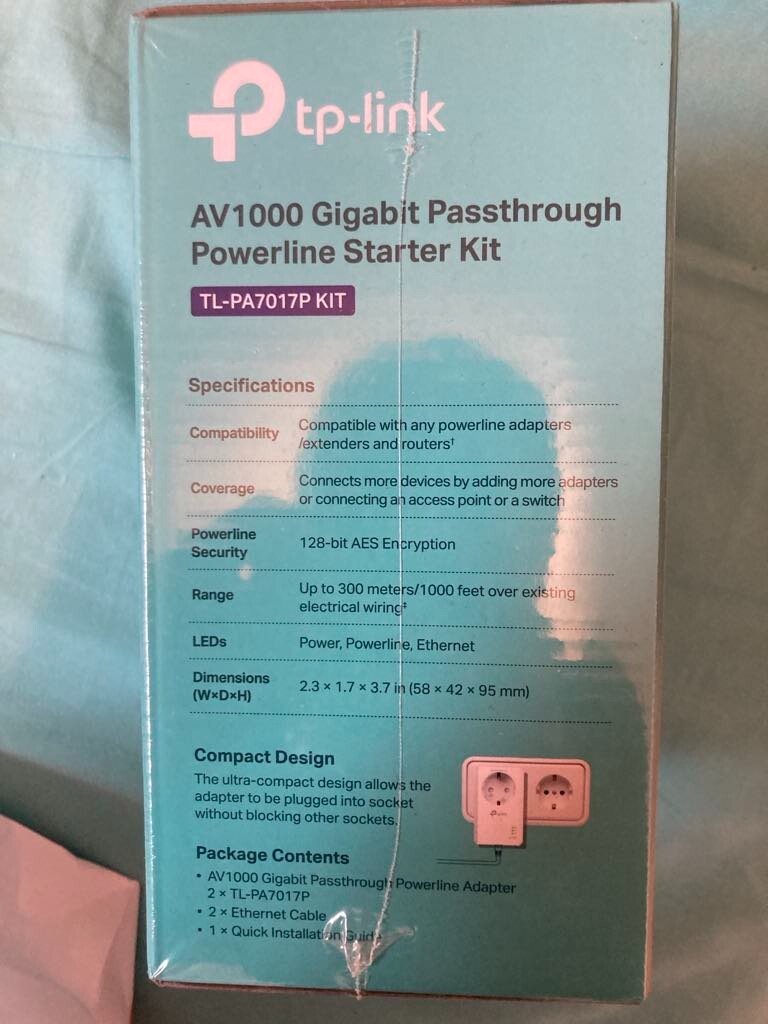 tp-link
AV1000 Gigabit Passthrough
Powerline Starter Kit
TL-PA7017P KIT
Specifications
Compatibility Compatible with any powerline adapters
/extenders and routers†
Coverage Connects more devices by adding more adapters
or connecting an access point or a switch
Powerline
Security 128-bit AES Encryption
Range Up to 300 meters/1000 feet over existing
electrical wiring‡
LEDs Power, Powerline, Ethernet
Dimensions
(W×D×H) 2.3 × 1.7 × 3.7 in (58 × 42 × 95 mm)
Compact Design
The ultra-compact design allows the
adapter to be plugged into socket
without blocking other sockets.
Package Contents
• AV1000 Gigabit Passthrough Powerline Adapter
2 × TL-PA7017P
• 2 × Ethernet Cable
• 1 × Quick Installation Guide